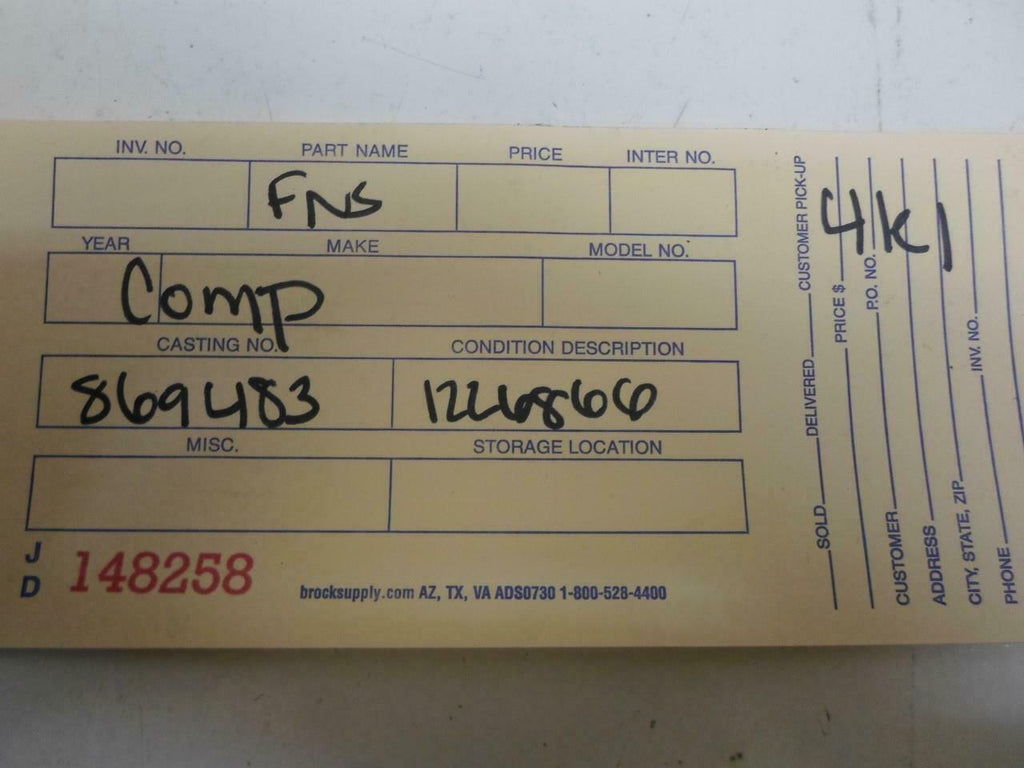 INV. NO. PART NAME PRICE INTER NO.
FNS
YEAR MAKE MODEL NO.
Comp
CASTING NO. CONDITION DESCRIPTION
869483 1226866
MISC. STORAGE LOCATION
J
D
148258
brocksupply.com AZ, TX, VA ADS0730 1-800-528-4400
SOLD DELIVERED CUSTOMER PICK-UP
PRICE $
P.O. NO.
4K1
CUSTOMER
ADDRESS
CITY, STATE, ZIP INV. NO.
PHONE